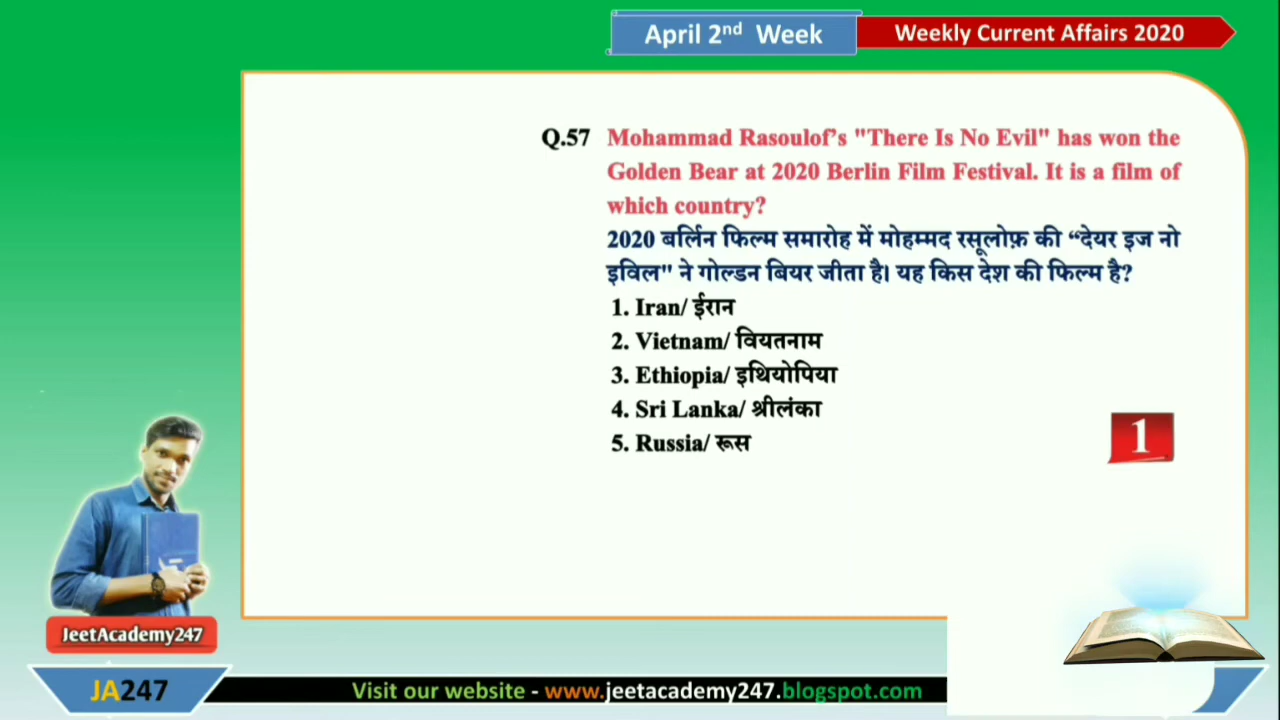 April 2nd Week
Weekly Current Affairs 2020
Q.57 Mohammad Rasoulof's "There Is No Evil" has won the
Golden Bear at 2020 Berlin Film Festival. It is a film of
which country?
2020 बर्लिन फिल्म समारोह में मोहम्मद रसूलोफ़ की “देयर इज नो
इविल" ने गोल्डन बियर जीता है। यह किस देश की फिल्म है?
1. Iran/ ईरान
2. Vietnam/ वियतनाम
3. Ethiopia/ इथियोपिया
4. Sri Lanka/ श्रीलंका
5. Russia/ रूस
1
JeetAcademy247
JA247
Visit our website - www.jeetacademy247.blogspot.com